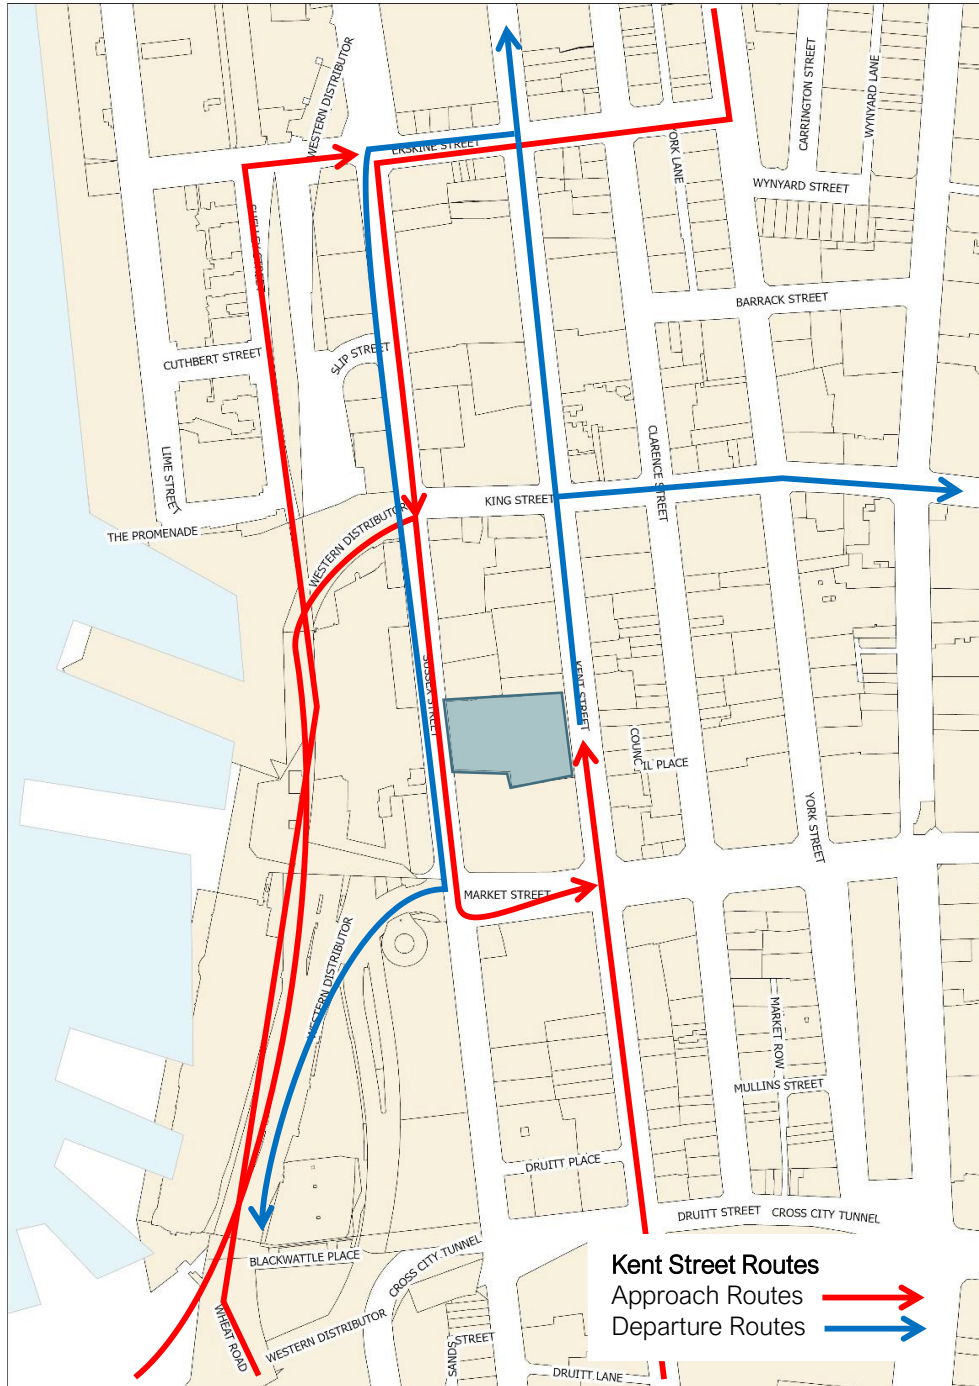 WESTERN DISTRIBUTOR
ERSKINE STREET
CARRINGTON STREET
WYNYARD LANE
YORK LANE
WYNYARD STREET
SHELLEY STREET
BARRACK STREET
SLIP STREET
CUTHBERT STREET
LIME STREET
CLARENCE STREET
KING STREET
THE PROMENADE
WESTERN DISTRIBUTOR
SUSSEX STREET
KENT STREET
COUNCIL PLACE
YORK STREET
MARKET STREET
WESTERN DISTRIBUTOR
MARKET ROW
MULLINS STREET
DRUITT PLACE
DRUITT STREET
CROSS CITY TUNNEL
BLACKWATTLE PLACE
CROSS CITY TUNNEL
WHEAT ROAD
WESTERN DISTRIBUTOR
SANDS STREET
DRUITT LANE
Kent Street Routes
Approach Routes
Departure Routes